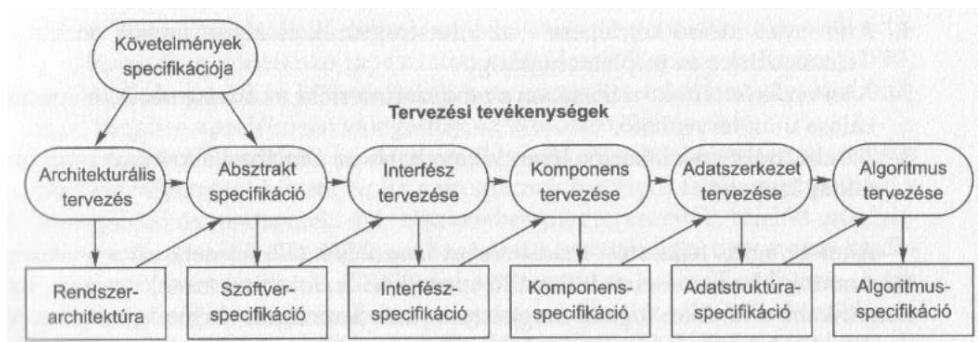 Követelmények
specifikációja
Tervezési tevékenységek
Architekturális
tervezés
Absztrakt
specifikáció
Interfész
tervezése
Komponens
tervezése
Adatszerkezet
tervezése
Algormus
tervezése
Rendszer-
architektúra
Szoftver-
specifikáció
Interfész-
specifikáció
Komponens-
specifikáció
Adatstruktúra-
specifikáció
Algoritmus-
specifikáció